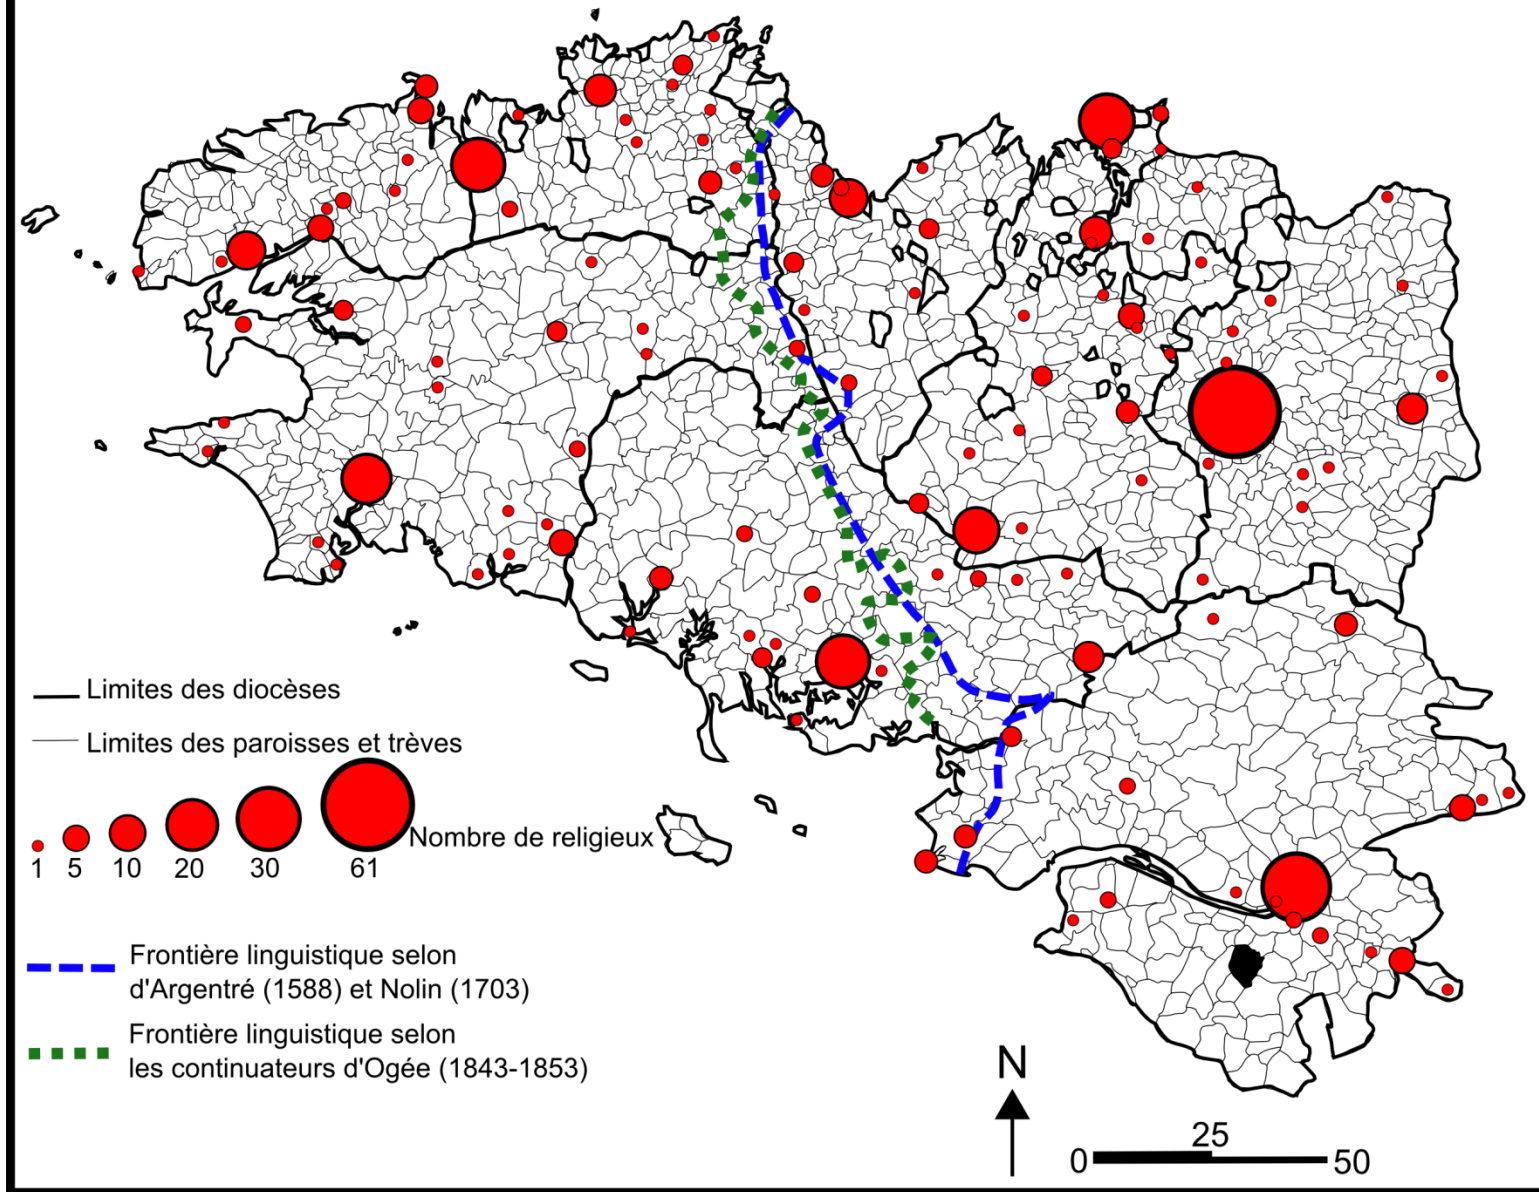 Limites des diocèses
Limites des paroisses et trèves
Nombre de religieux
1 5 10 20 30 61
Frontière linguistique selon
d'Argentré (1588) et Nolin (1703)
Frontière linguistique selon
les continuateurs d'Ogée (1843-1853)
N
25
0 50